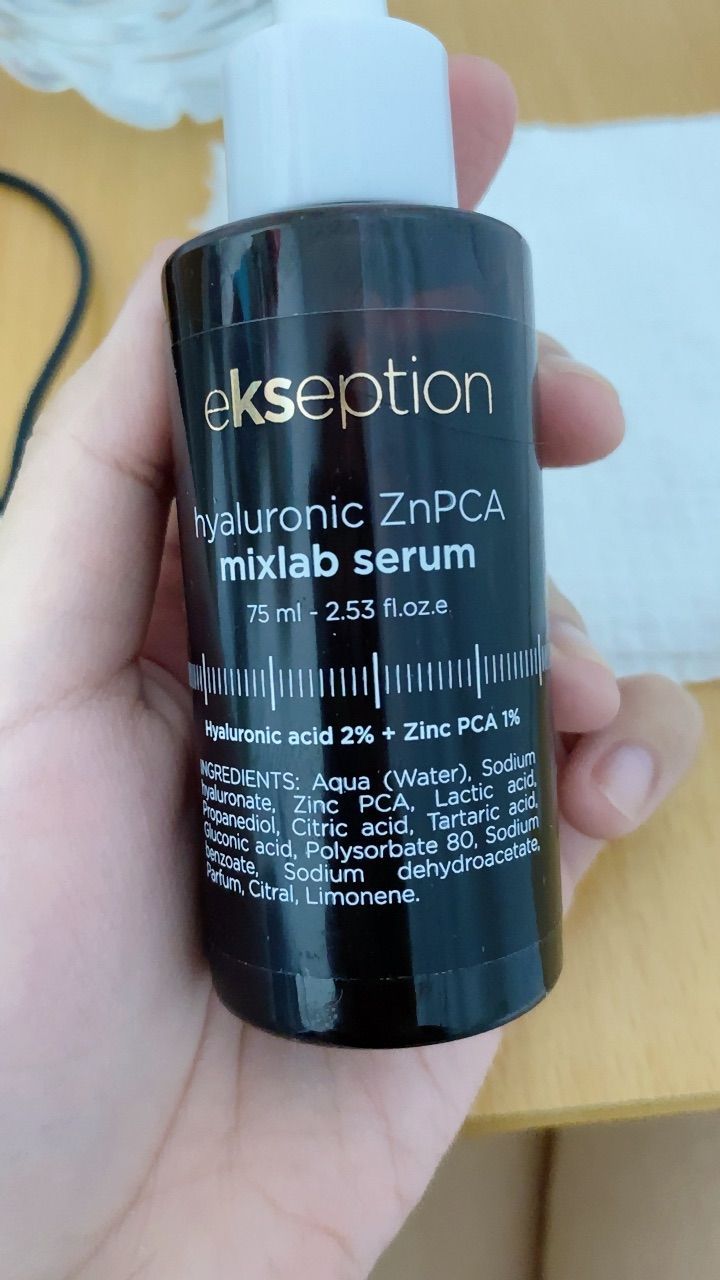 ekseption
hyaluronic ZnPCA
mixlab serum
75 ml - 2.53 fl.oz.e
Hyaluronic acid 2% + Zinc PCA 1%
INGREDIENTS: Aqua (Water), Sodium
hyaluronate, Zinc PCA, Lactic acid,
Propanediol, Citric acid, Tartaric acid,
Gluconic acid, Polysorbate 80, Sodium
benzoate, Sodium dehydroacetate,
Parfum, Citral, Limonene.